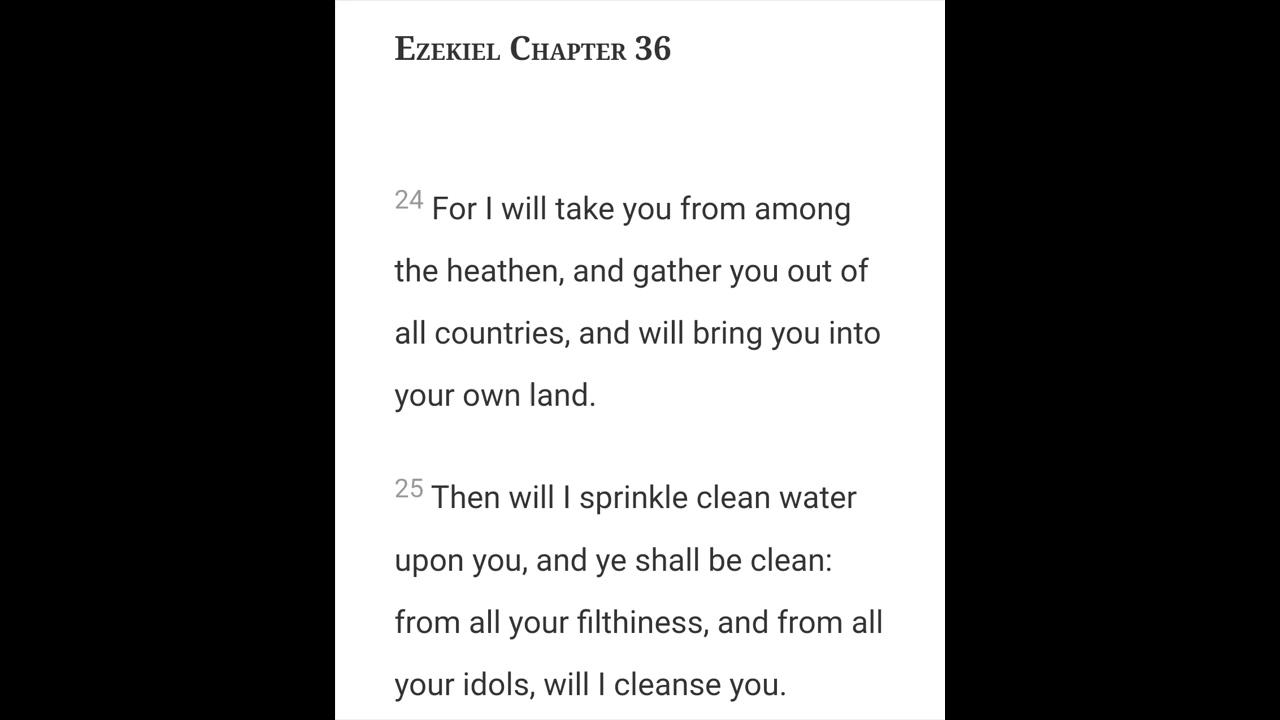 Ezekiel Chapter 36
24 For I will take you from among
the heathen, and gather you out of
all countries, and will bring you into
your own land.
25 Then will I sprinkle clean water
upon you, and ye shall be clean:
from all your filthiness, and from all
your idols, will I cleanse you.